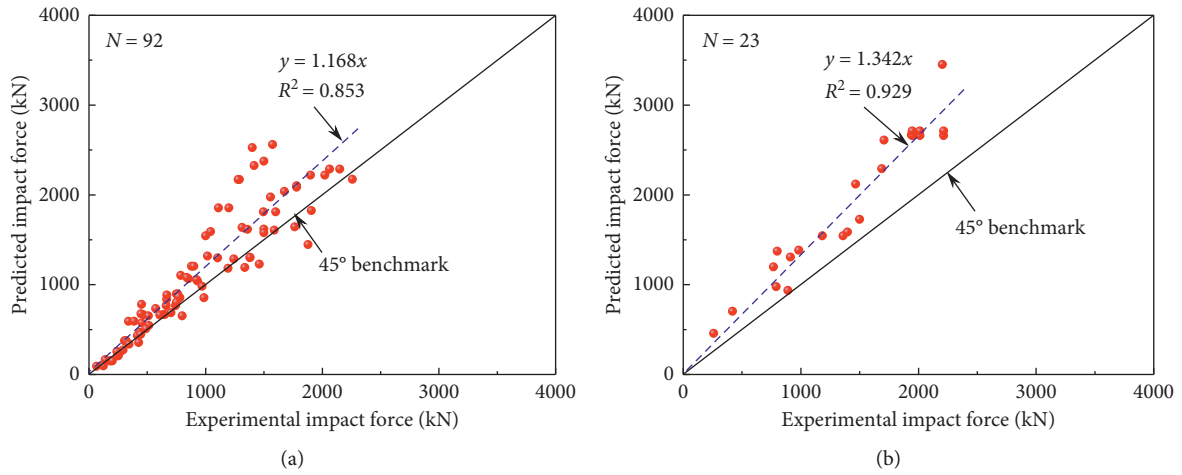 4000
3000
2000
1000
0
Predicted impact force (kN)
N = 92
y = 1.168x
R² = 0.853
45° benchmark
0
1000
2000
3000
4000
Experimental impact force (kN)
(a)
4000
3000
2000
1000
0
Predicted impact force (kN)
N = 23
y = 1.342x
R² = 0.929
45° benchmark
0
1000
2000
3000
4000
Experimental impact force (kN)
(b)